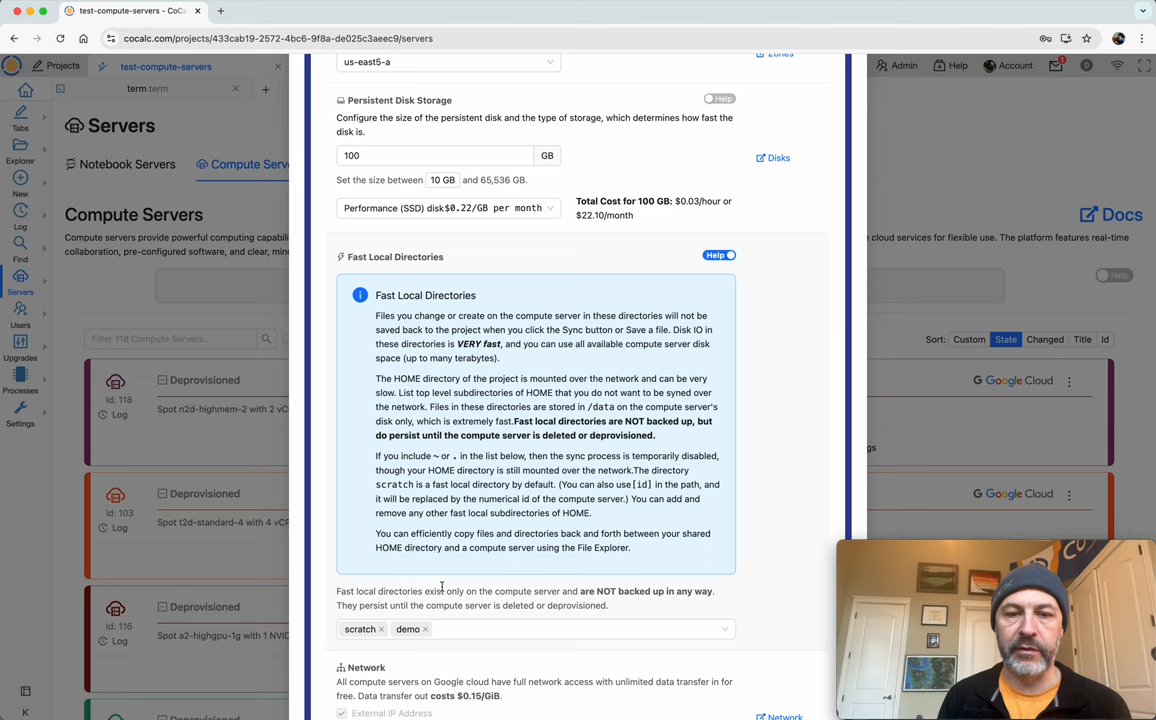 test-compute-servers - CoCa
cocalc.com/projects/433cab19-2572-4bc6-9f8a-de025c3aeec9/servers
Projects
test-compute-servers
Admin
Help
Account
1
0
Tabs
Explorer
New
Log
Find
Servers
Users
Upgrades
Processes
Settings
term.term
Servers
Notebook Servers
Compute Serv
Compute Servers
Docs
Compute servers provide powerful computing capabili
collaboration, pre-configured software, and clear, minu
e cloud services for flexible use. The platform features real-time
Help
Filter 118 Compute Servers...
Sort:
Custom
State
Changed
Title
Id
Deprovisioned
Id: 118
Log
Spot n2d-highmem-2 with 2 vC
Google Cloud
gs
Deprovisioned
Id: 103
Log
Spot t2d-standard-4 with 4 vCP
Google Cloud
Deprovisioned
Id: 116
Log
Spot a2-highgpu-1g with 1 NVID
us-east5-a
Zones
Persistent Disk Storage
Help
Configure the size of the persistent disk and the type of storage, which determines how fast the
disk is.
100
GB
Disks
Set the size between 10 GB and 65,536 GB.
Performance (SSD) disk$0.22/GB per month
Total Cost for 100 GB: $0.03/hour or
$22.10/month
Fast Local Directories
Help
Fast Local Directories
Files you change or create on the compute server in these directories will not be
saved back to the project when you click the Sync button or Save a file. Disk IO in
these directories is VERY fast, and you can use all available compute server disk
space (up to many terabytes).
The HOME directory of the project is mounted over the network and can be very
slow. List top level subdirectories of HOME that you do not want to be syned over
the network. Files in these directories are stored in /data on the compute server's
disk only, which is extremely fast.Fast local directories are NOT backed up, but
do persist until the compute server is deleted or deprovisioned.
If you include ~ or . in the list below, then the sync process is temporarily disabled,
though your HOME directory is still mounted over the network.The directory
scratch is a fast local directory by default. (You can also use [id] in the path, and
it will be replaced by the numerical id of the compute server.) You can add and
remove any other fast local subdirectories of HOME.
You can efficiently copy files and directories back and forth between your shared
HOME directory and a compute server using the File Explorer.
Fast local directories exist only on the compute server and are NOT backed up in any way.
They persist until the compute server is deleted or deprovisioned.
scratch
demo
Network
All compute servers on Google cloud have full network access with unlimited data transfer in for
free. Data transfer out costs $0.15/GiB.
External IP Address
Network